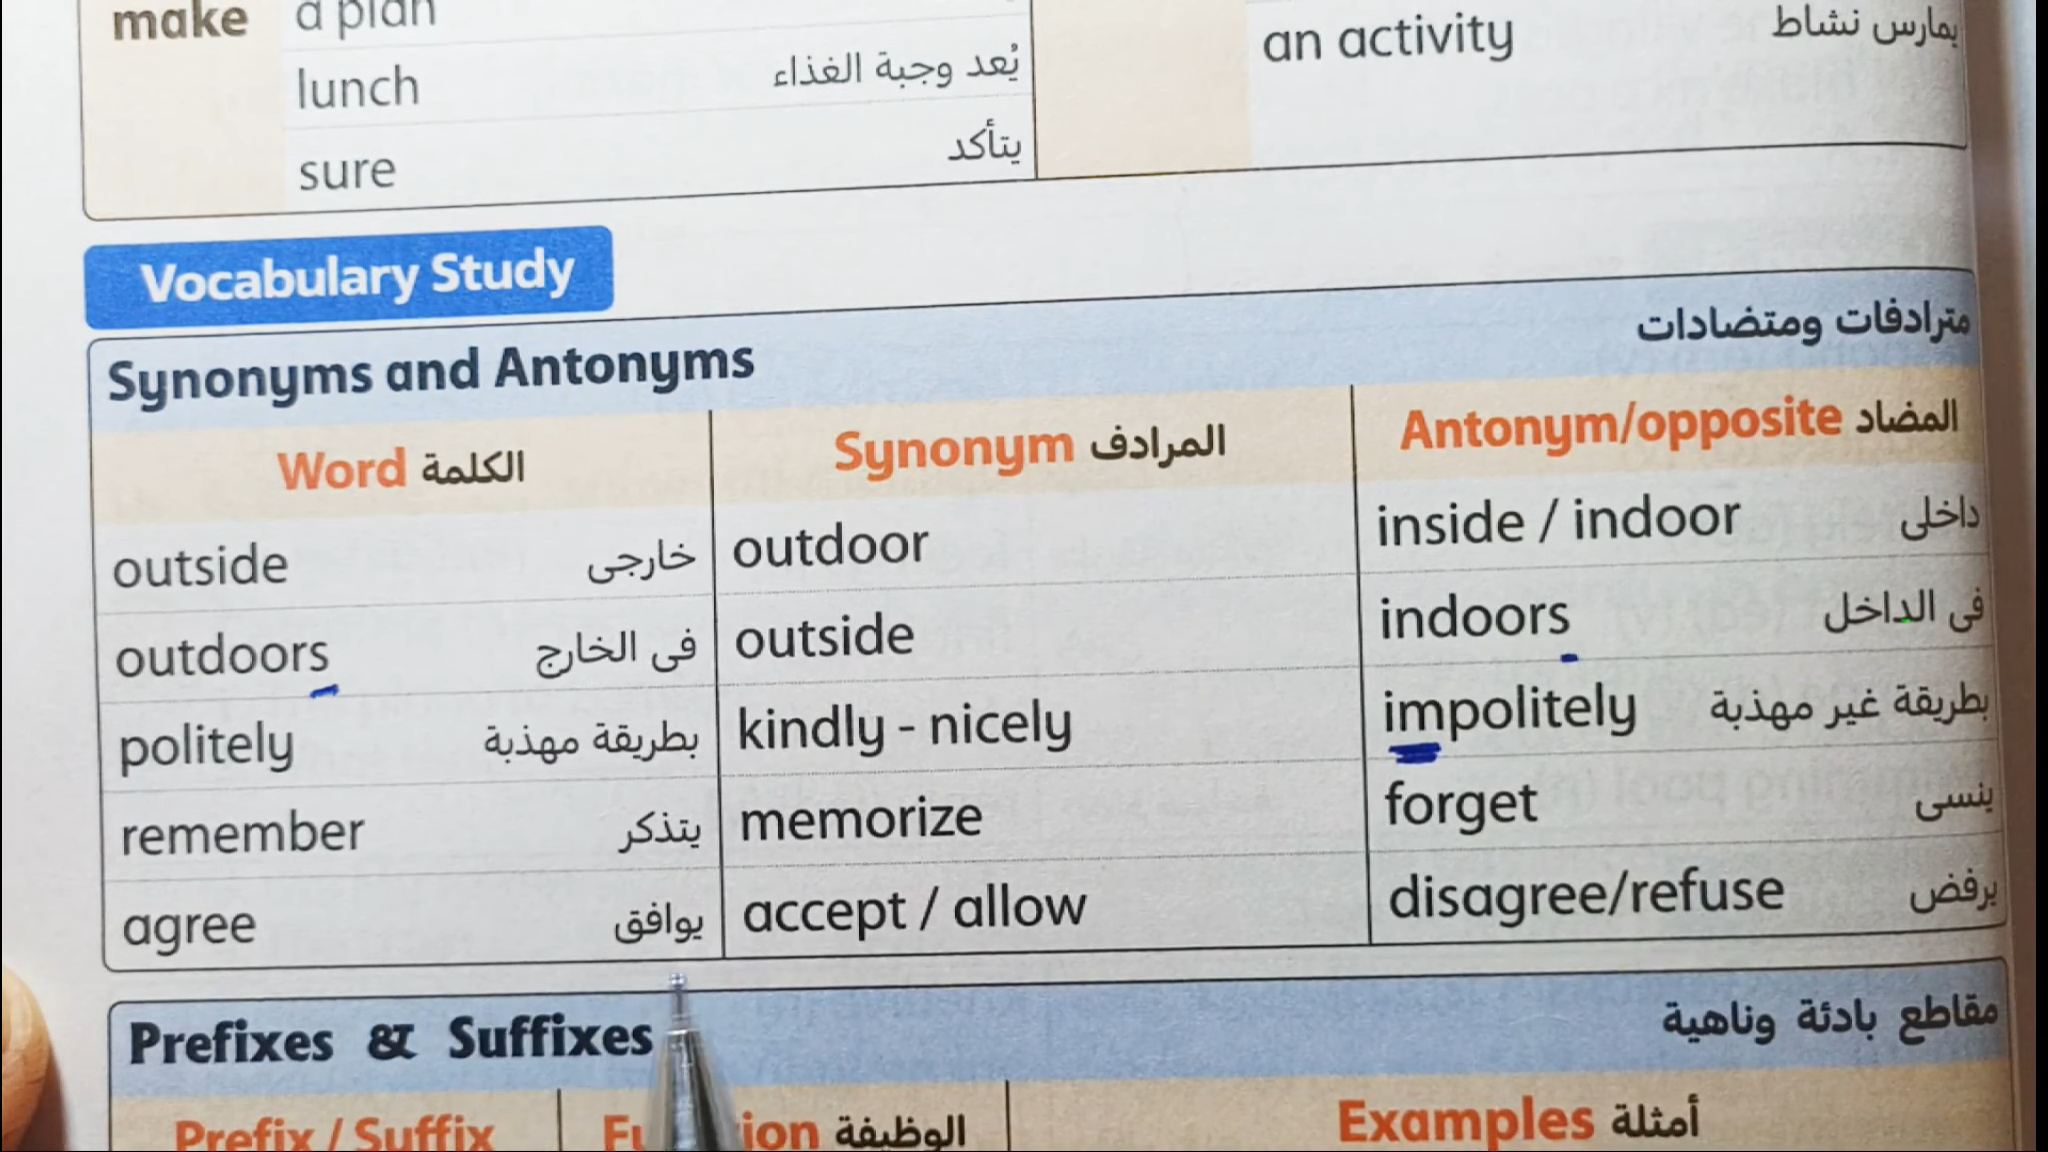 make a plan
lunch يُعد وجبة الغذاء
sure يتأكد
an activity يمارس نشاط
Vocabulary Study
Synonyms and Antonyms مترادفات ومتضادات
Word الكلمة Synonym المرادف Antonym/opposite المضاد
outside خارجى outdoor inside / indoor داخلى
outdoors فى الخارج outside indoors فى الداخل
politely بطريقة مهذبة kindly - nicely impolitely بطريقة غير مهذبة
remember يتذكر memorize forget ينسى
agree يوافق accept / allow disagree/refuse يرفض
Prefixes & Suffixes مقاطع بادئة وناهية
Prefix / Suffix الوظيفة Examples أمثلة